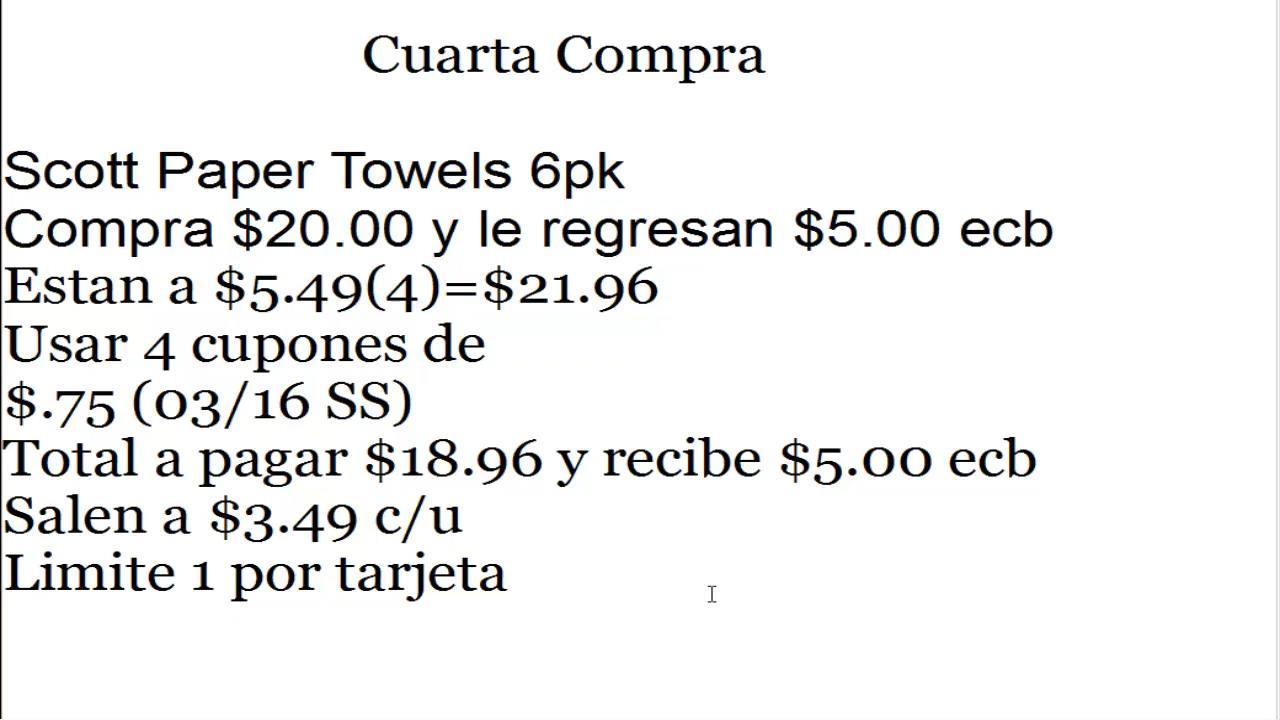 Cuarta Compra
Scott Paper Towels 6pk
Compra $20.00 y le regresan $5.00 ecb
Estan a $5.49(4)=$21.96
Usar 4 cupones de
$.75 (03/16 SS)
Total a pagar $18.96 y recibe $5.00 ecb
Salen a $3.49 c/u
Limite 1 por tarjeta